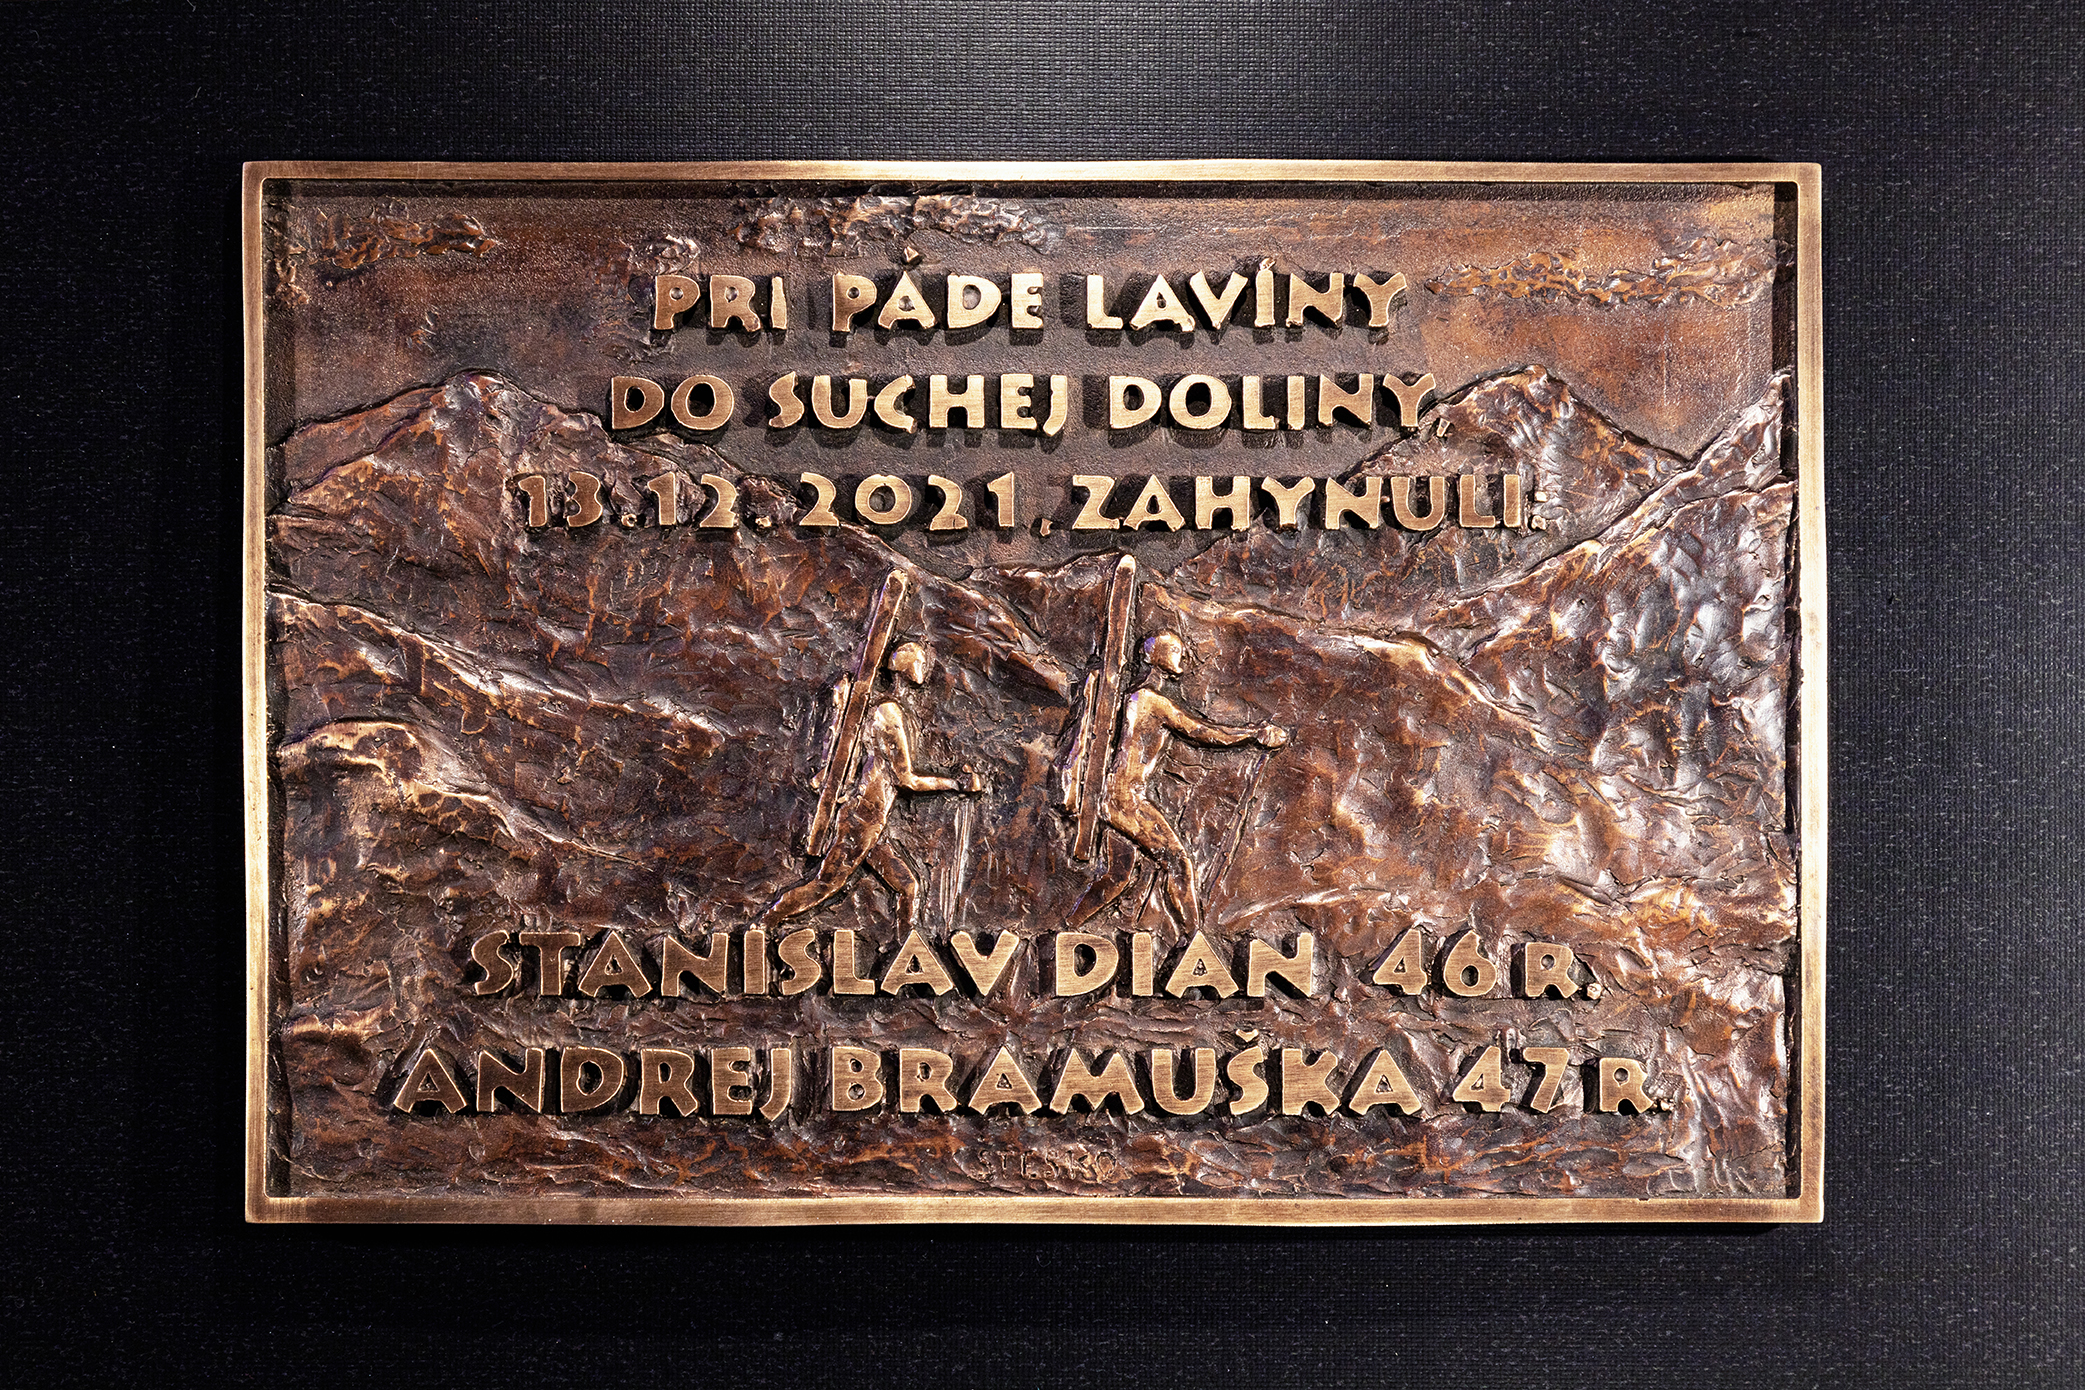 PRI PÁDE LAVÍNY
DO SUCHEJ DOLINY,
13.12.2021, ZAHYNULI:
STANISLAV DIAN 46 R.
ANDREJ BRAMUŠKA 47 R.